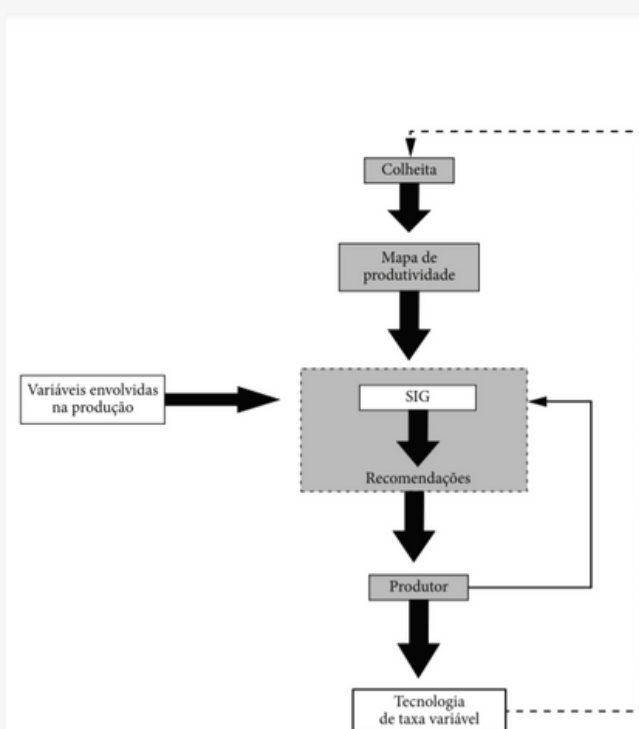 Colheita
Mapa de
produtividade
Variáveis envolvidas
na produção
SIG
Recomendações
Produtor
Tecnologia
de taxa variável